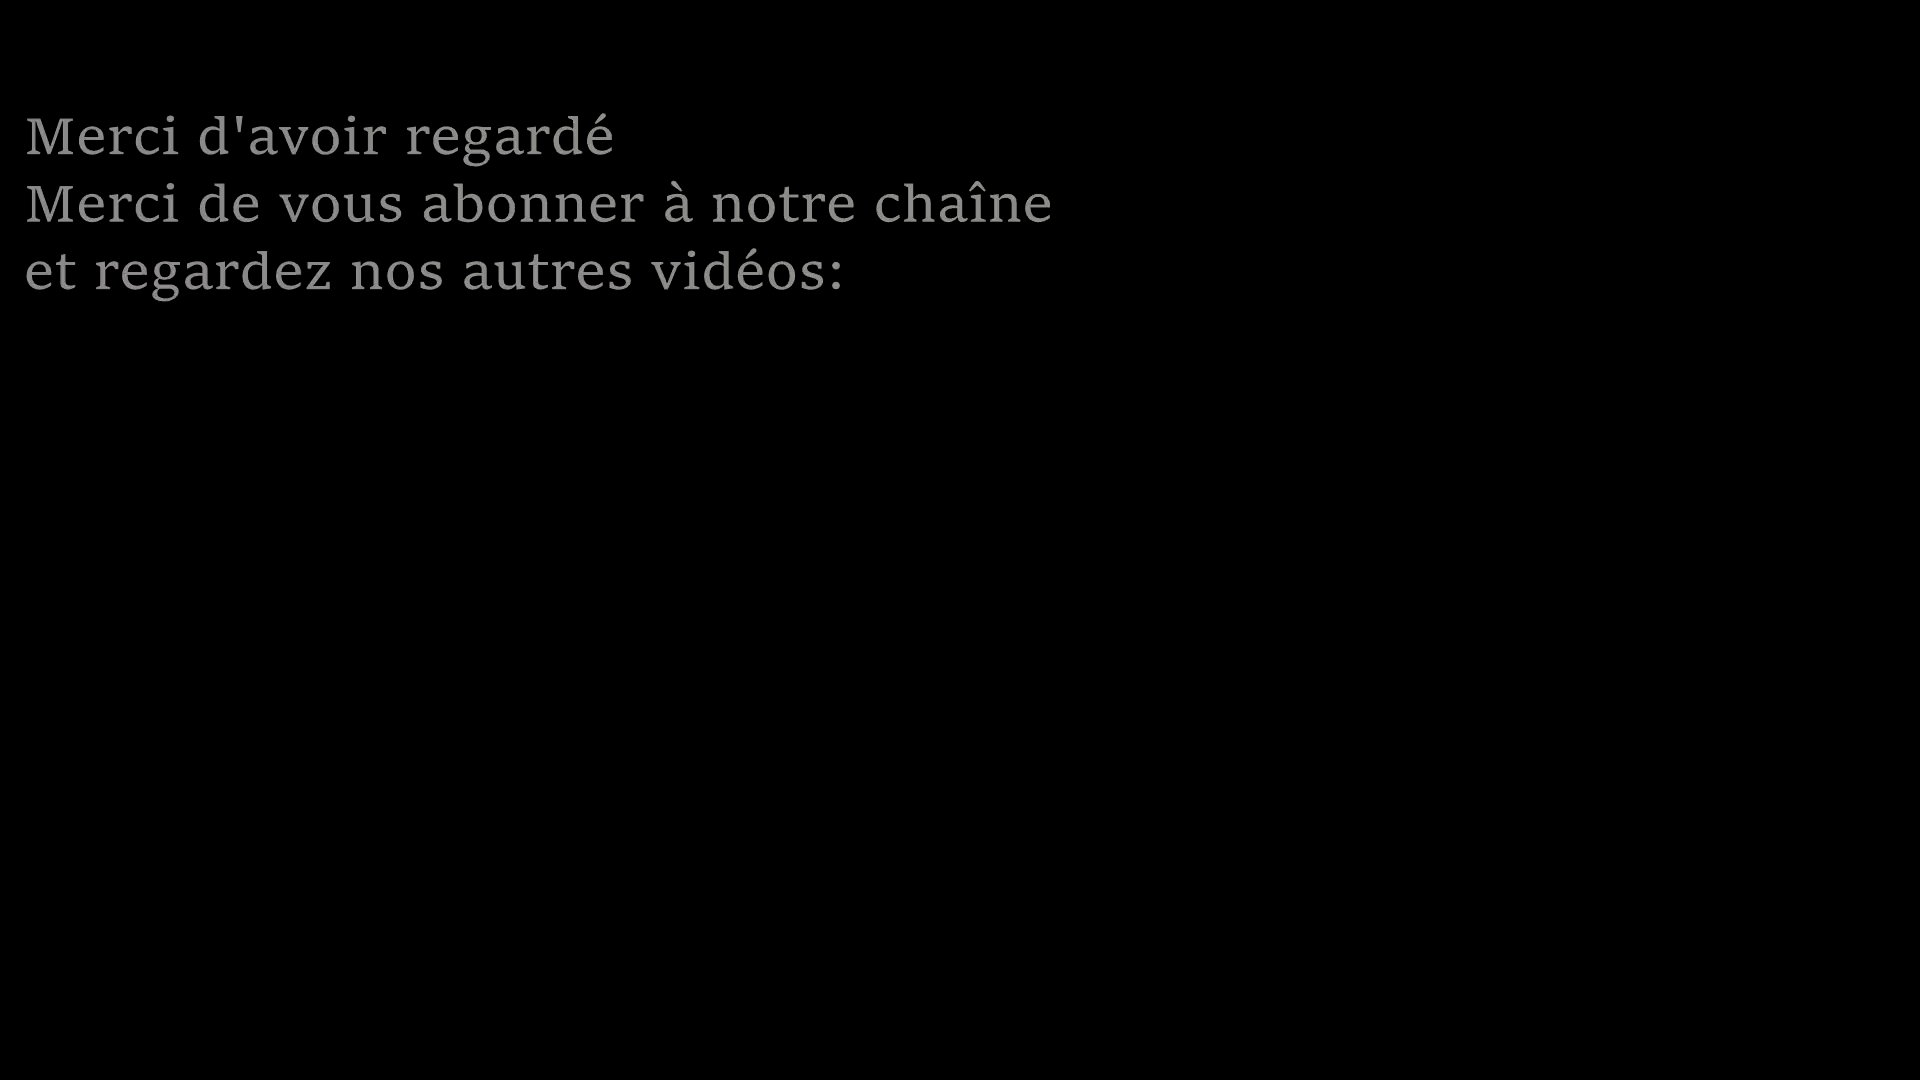 Merci d'avoir regardé
Merci de vous abonner à notre chaîne
et regardez nos autres vidéos: